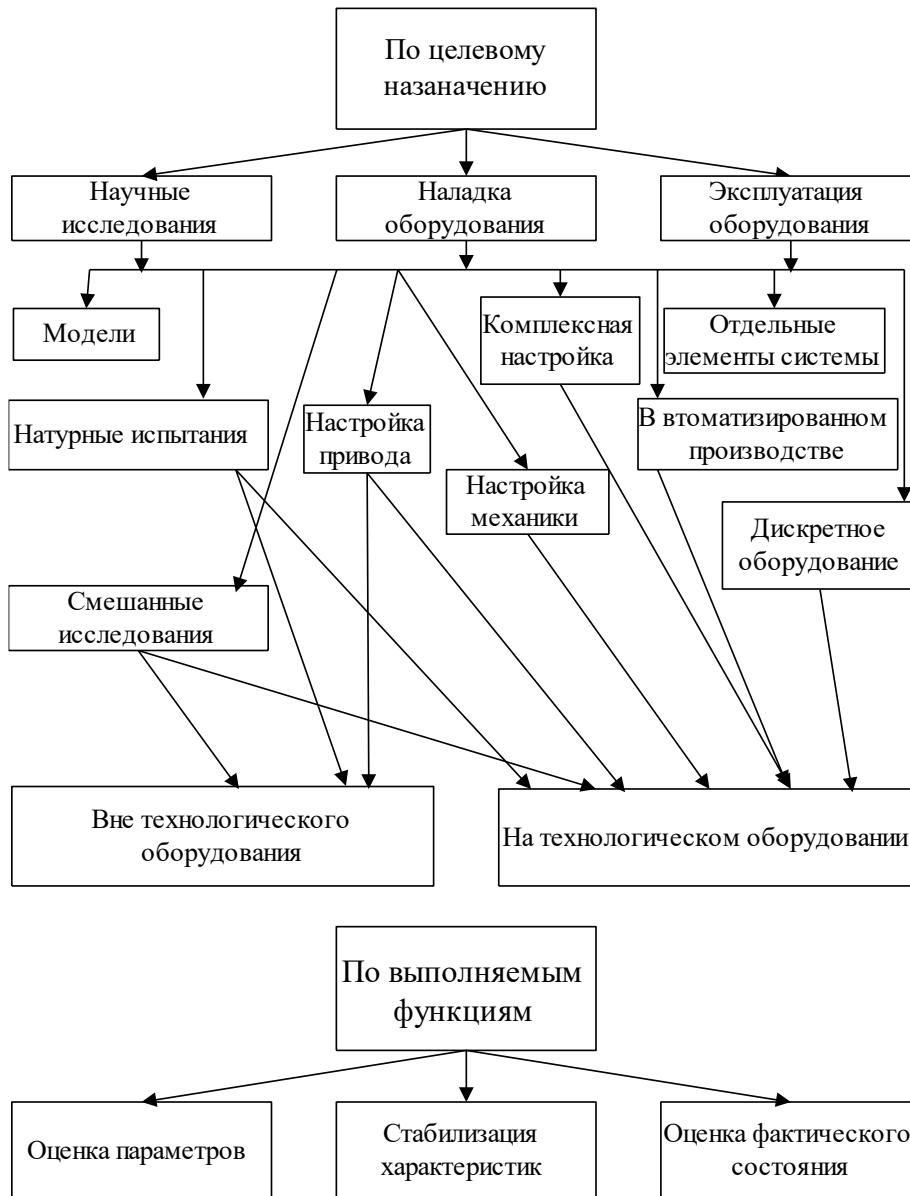 По целевому
назаначению
Научные
исследования
Наладка
оборудования
Эксплуатация
оборудования
Модели
Комплексная
настройка
Отдельные
элементы системы
Натурные испытания
Настройка
привода
В втоматизированном
производстве
Настройка
механики
Дискретное
оборудование
Смешанные
исследования
Вне технологического
оборудования
На технологическом оборудовании
По выполняемым
функциям
Оценка параметров
Стабилизация
характеристик
Оценка фактического
состояния